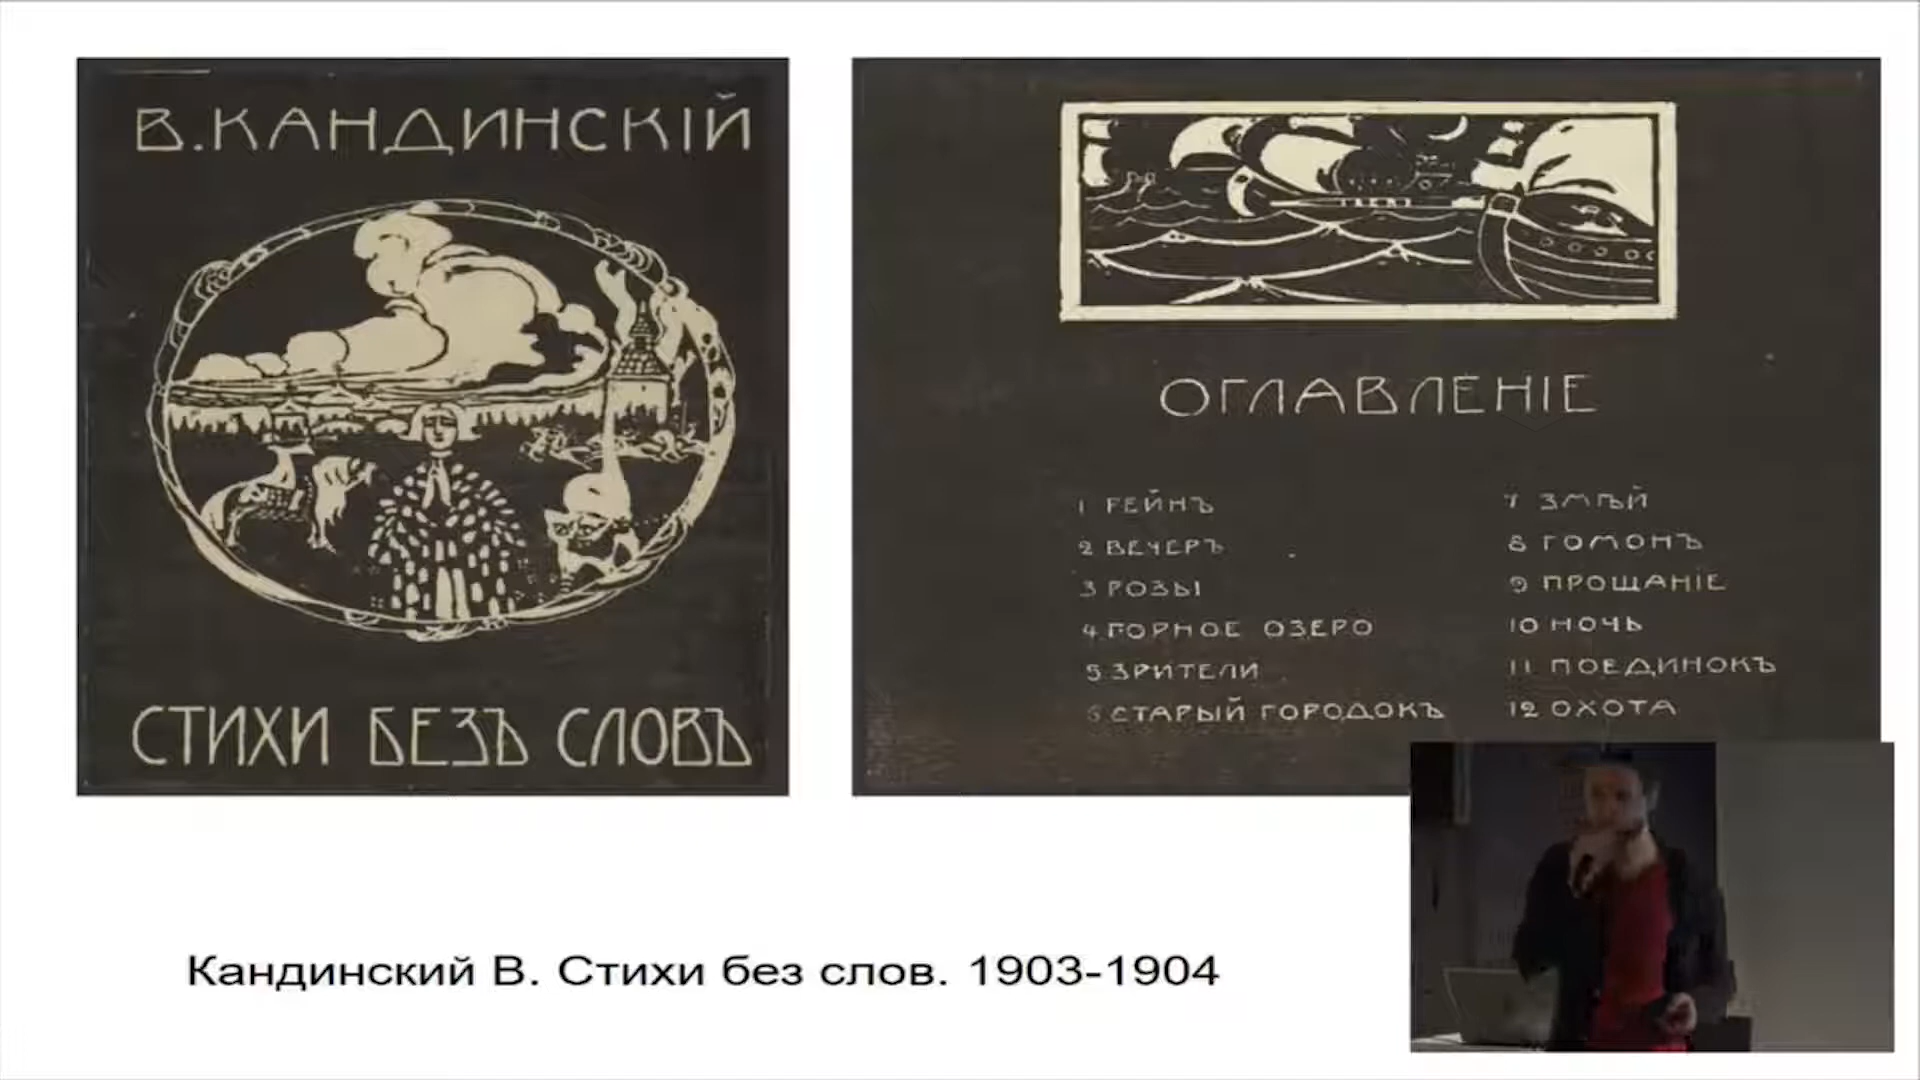 В.КАНДИНСКІЙ
СТИХИ БЕЗЪ СЛОВЪ
ОГЛАВЛЕНІЕ
1 РЕЙНЪ
2 ВЕЧЕРЪ
3 РОЗЫ
4 ГОРНОЕ ОЗЕРО
5 ЗРИТЕЛИ
6 СТАРЫЙ ГОРОДОКЪ
7 ЗМѢЙ
8 ГОМОНЪ
9 ПРОЩАНІЕ
10 НОЧЬ
11 ПОЕДИНОКЪ
12 ОХОТА
Кандинский В. Стихи без слов. 1903-1904